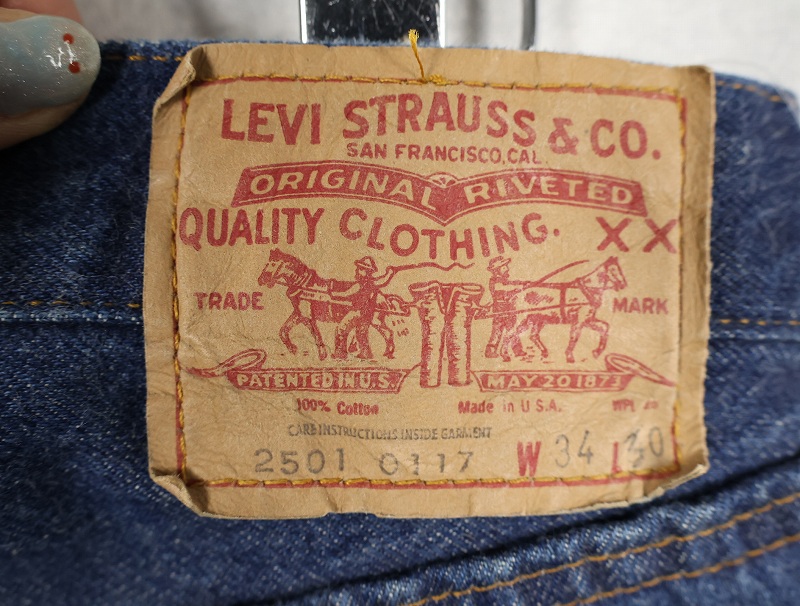 LEVI STRAUSS & CO.
SAN FRANCISCO, CAL.
ORIGINAL RIVETED
QUALITY CLOTHING. XX
TRADE MARK
PATENTED IN U.S. MAY 20 1873
100% Cotton Made in U S A. WPL
CARE INSTRUCTIONS INSIDE GARMENT
2501 0117 W 34 L 30